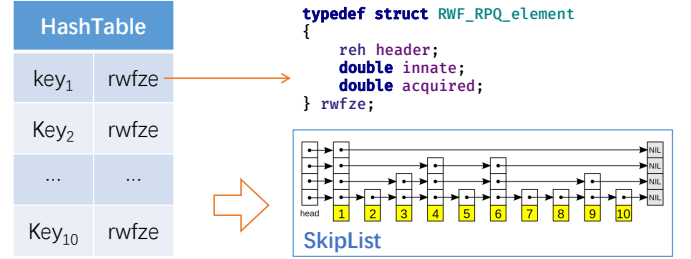 HashTable
key1 rwfze
Key2 rwfze
... ...
Key10 rwfze
typedef struct RWF_RPQ_element
{
reh header;
double innate;
double acquired;
} rwfze;
NIL
NIL
NIL
NIL
head 1 2 3 4 5 6 7 8 9 10
SkipList